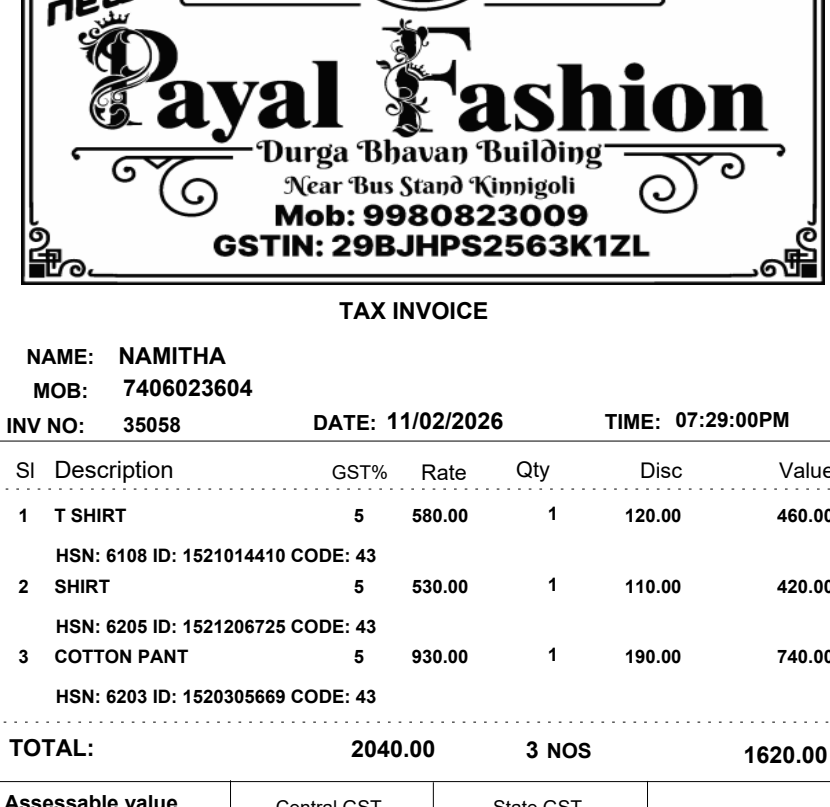 new
Payal Fashion
Durga Bhavan Building
Near Bus Stand Kinnigoli
Mob: 9980823009
GSTIN: 29BJHPS2563K1ZL
TAX INVOICE
NAME: NAMITHA
MOB: 7406023604
INV NO: 35058 DATE: 11/02/2026 TIME: 07:29:00PM
Sl Description GST% Rate Qty Disc Value
1 T SHIRT 5 580.00 1 120.00 460.00
HSN: 6108 ID: 1521014410 CODE: 43
2 SHIRT 5 530.00 1 110.00 420.00
HSN: 6205 ID: 1521206725 CODE: 43
3 COTTON PANT 5 930.00 1 190.00 740.00
HSN: 6203 ID: 1520305669 CODE: 43
TOTAL: 2040.00 3 NOS 1620.00
Assessable value Central GST State GST